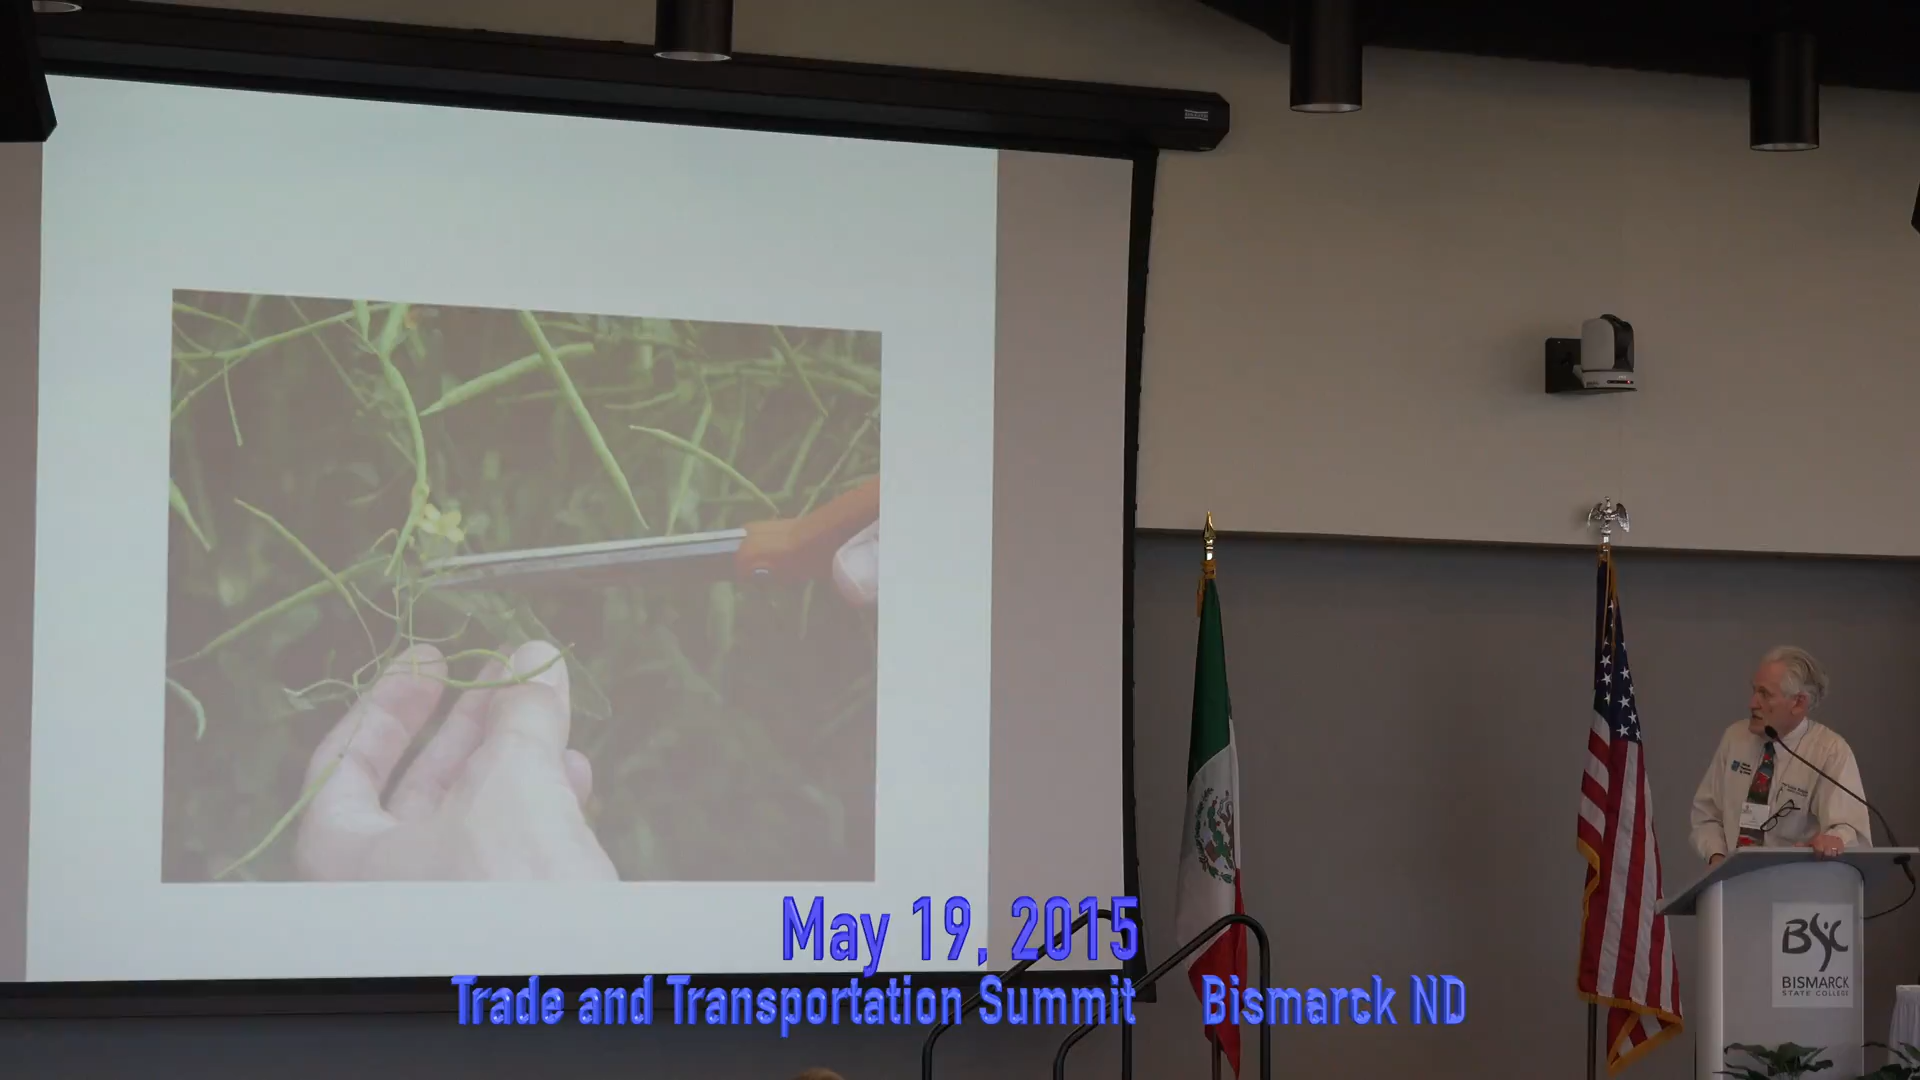 May 19, 2015
Trade and Transportation Summit Bismarck ND
BSC
BISMARCK
STATE COLLEGE